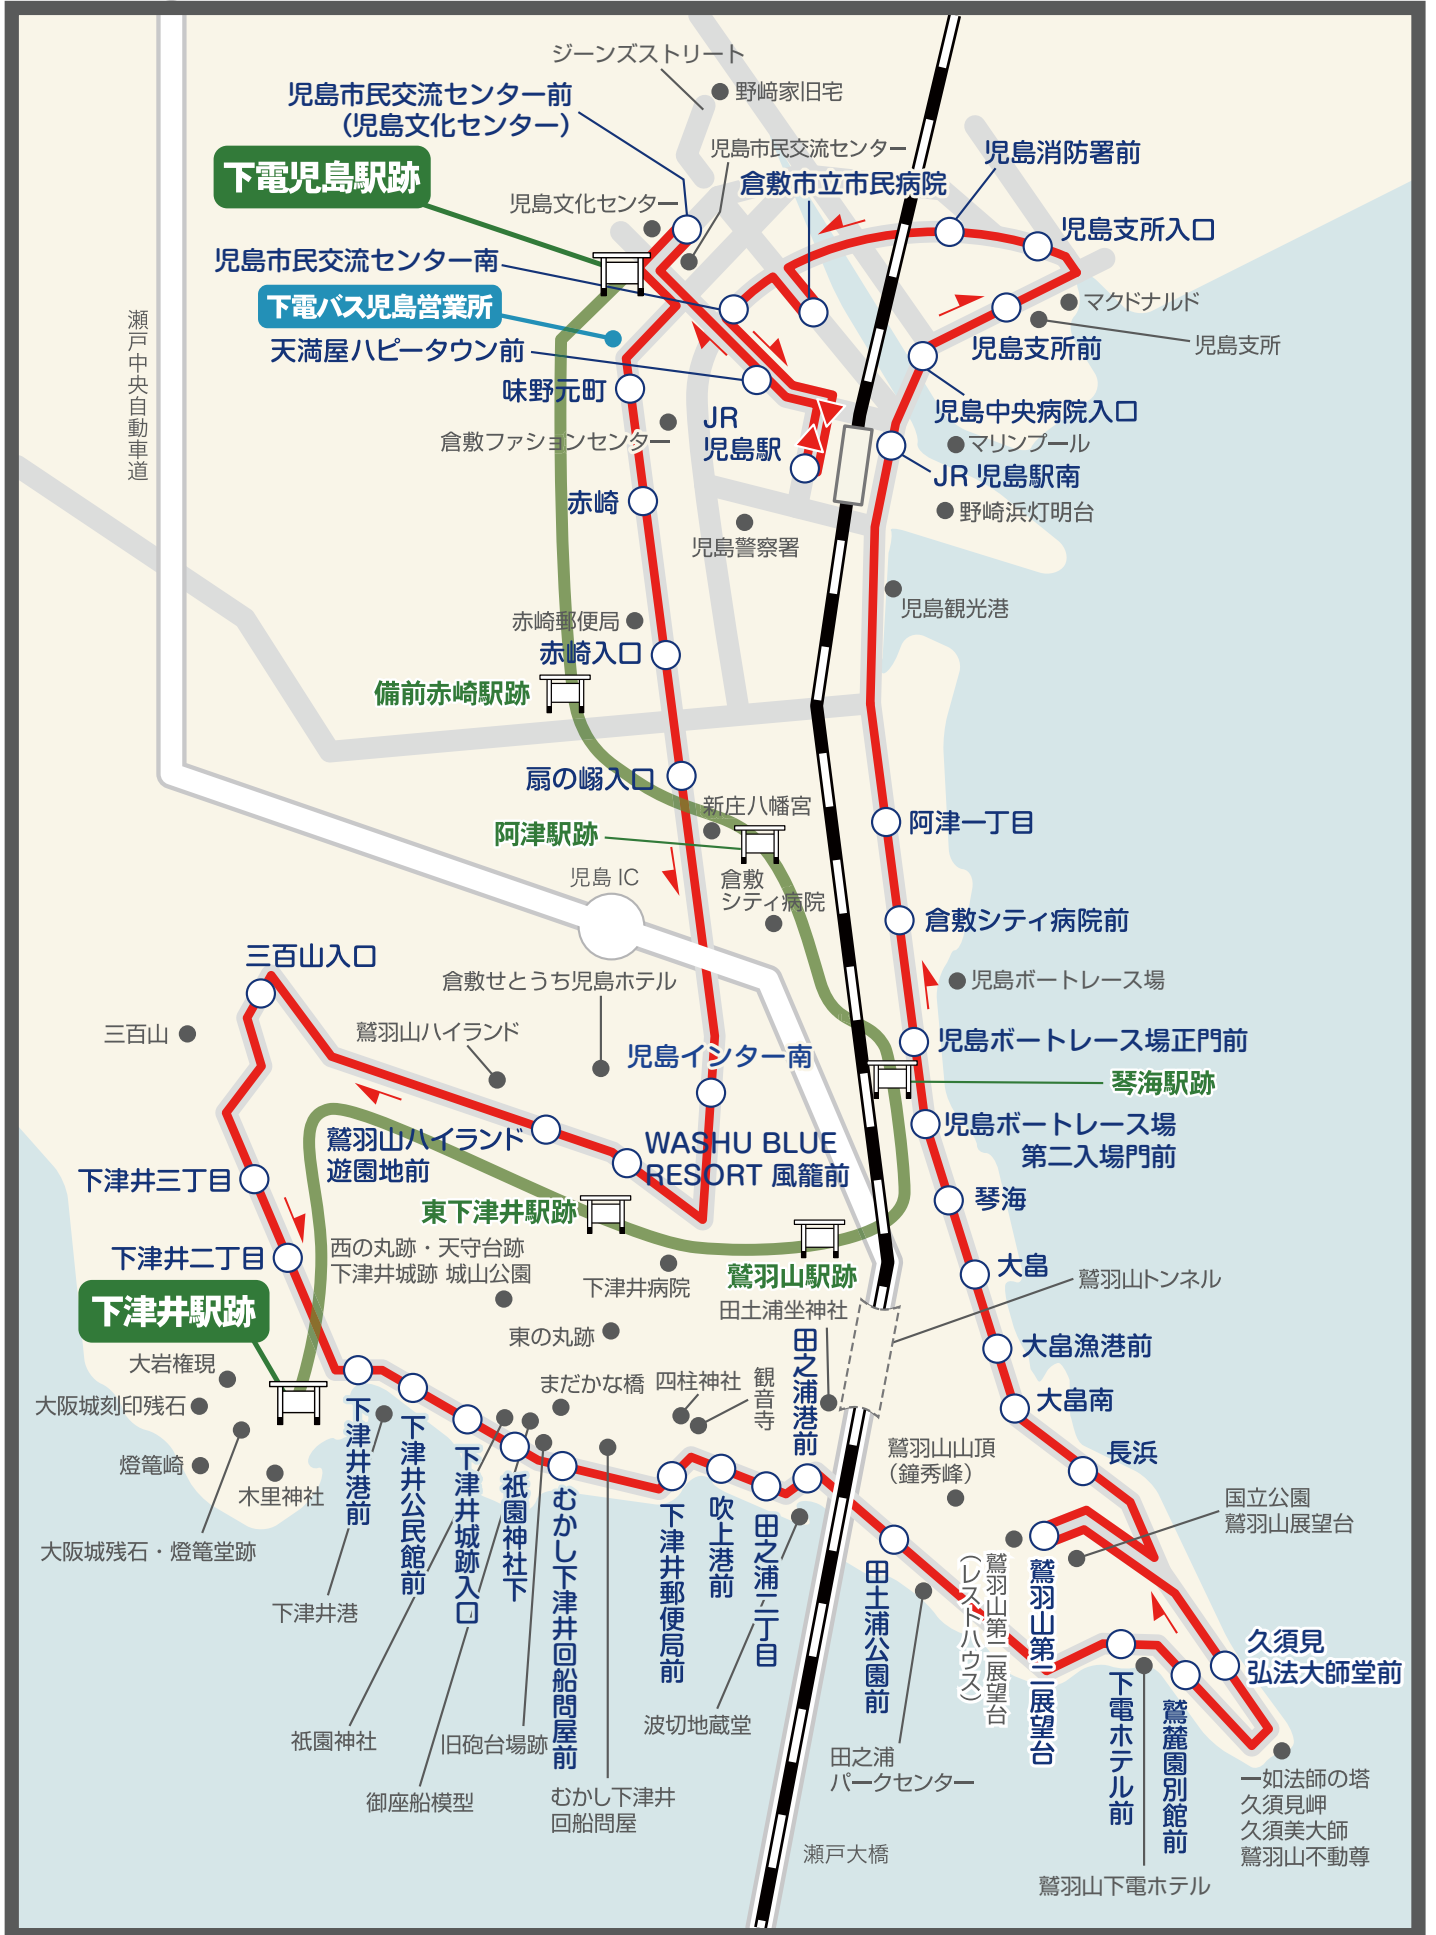 ジーンズストリート
野﨑家旧宅
児島市民交流センター前
（児島文化センター）
児島市民交流センター
児島消防署前
下電児島駅跡
倉敷市立市民病院
児島文化センター
児島支所入口
児島市民交流センター南
下電バス児島営業所
マクドナルド
児島支所
天満屋ハピータウン前
児島支所前
味野元町
児島中央病院入口
倉敷ファションセンター
JR
児島駅
マリンプール
JR 児島駅南
瀬戸中央自動車道
赤崎
野崎浜灯明台
児島警察署
児島観光港
赤崎郵便局
赤崎入口
備前赤崎駅跡
扇の嵶入口
新庄八幡宮
阿津駅跡
阿津一丁目
児島 IC
倉敷
シティ病院
倉敷シティ病院前
三百山入口
倉敷せとうち児島ホテル
児島ボートレース場
三百山
鷲羽山ハイランド
児島インター南
児島ボートレース場正門前
琴海駅跡
鷲羽山ハイランド
遊園地前
WASHU BLUE
RESORT 風籠前
児島ボートレース場
第二入場門前
下津井三丁目
東下津井駅跡
琴海
下津井二丁目
西の丸跡・天守台跡
下津井城跡 城山公園
下津井病院
鷲羽山駅跡
大畠
鷲羽山トンネル
下津井駅跡
田土浦坐神社
東の丸跡
田之浦港前
大畠漁港前
大岩権現
まだかな橋
四柱神社
観音寺
大畠南
大阪城刻印残石
下津井港前
下津井公民館前
下津井城跡入口
祇園神社下
むかし下津井回船問屋前
下津井郵便局前
吹上港前
田之浦二丁目
鷲羽山山頂
（鐘秀峰）
長浜
燈篭崎
木里神社
国立公園
鷲羽山展望台
大阪城残石・燈篭堂跡
田土浦公園前
鷲羽山第二展望台
（レストハウス）
鷲羽山第二展望台
下津井港
久須見
弘法大師堂前
下電ホテル前
鷲麓園別館前
祇園神社
旧砲台場跡
波切地蔵堂
田之浦
パークセンター
御座船模型
むかし下津井
回船問屋
一如法師の塔
久須見岬
久須美大師
鷲羽山不動尊
瀬戸大橋
鷲羽山下電ホテル